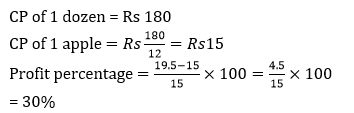 CP of 1 dozen = Rs 180
CP of 1 apple = Rs 180/12 = Rs15
Profit percentage = 19.5−15/15 × 100 = 4.5/15 × 100
= 30%